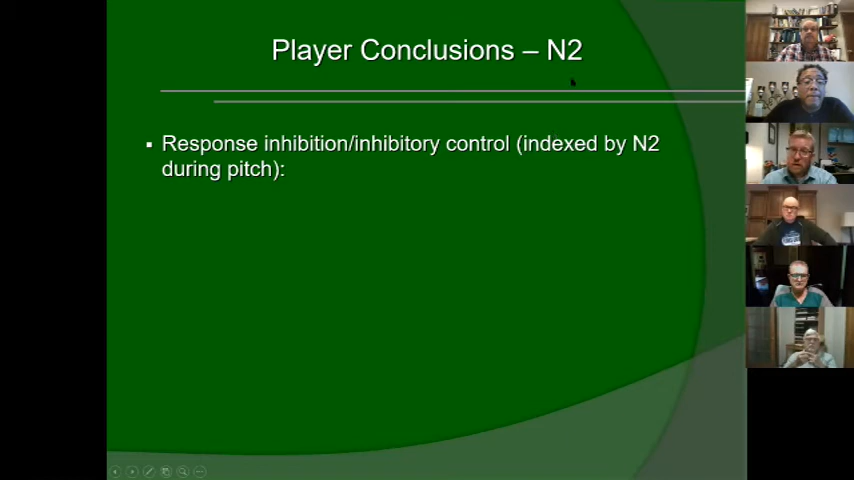 Player Conclusions – N2
▪ Response inhibition/inhibitory control (indexed by N2
during pitch):